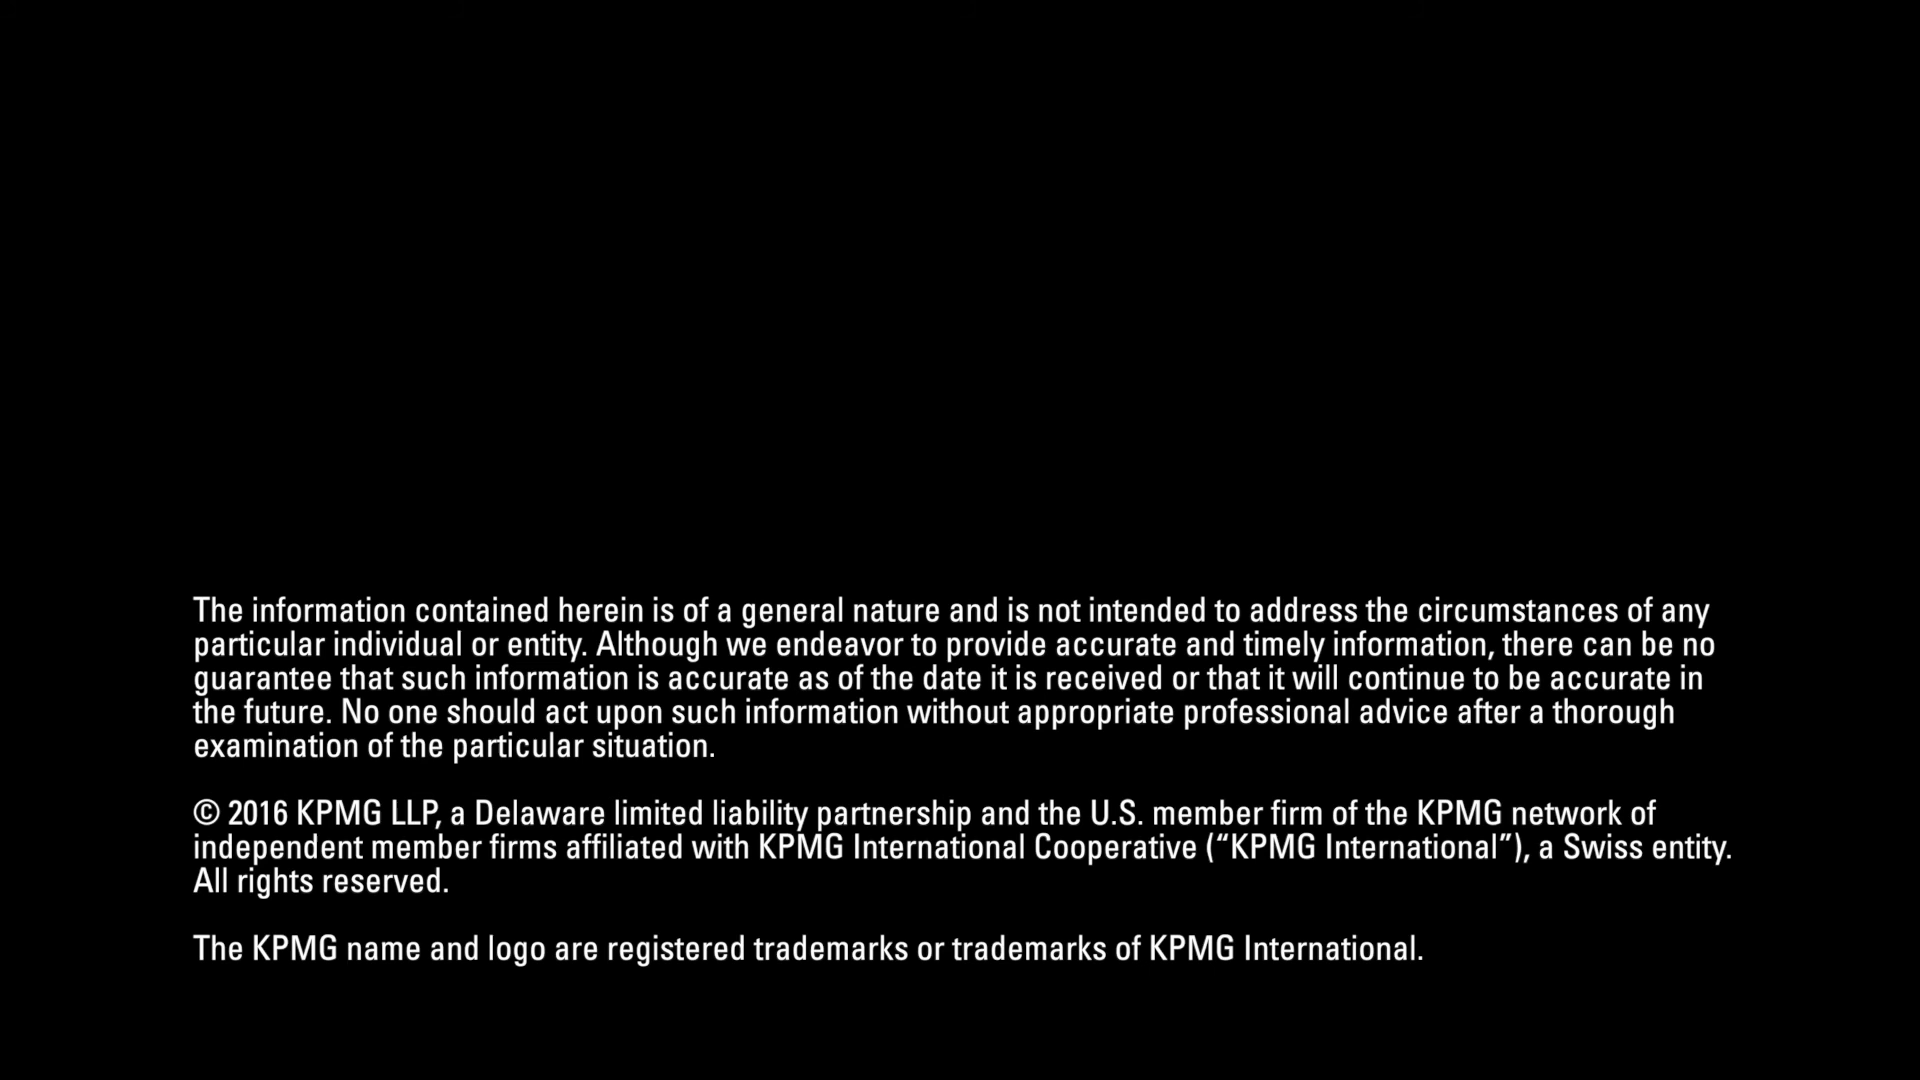 The information contained herein is of a general nature and is not intended to address the circumstances of any
particular individual or entity. Although we endeavor to provide accurate and timely information, there can be no
guarantee that such information is accurate as of the date it is received or that it will continue to be accurate in
the future. No one should act upon such information without appropriate professional advice after a thorough
examination of the particular situation.
© 2016 KPMG LLP, a Delaware limited liability partnership and the U.S. member firm of the KPMG network of
independent member firms affiliated with KPMG International Cooperative (“KPMG International”), a Swiss entity.
All rights reserved.
The KPMG name and logo are registered trademarks or trademarks of KPMG International.